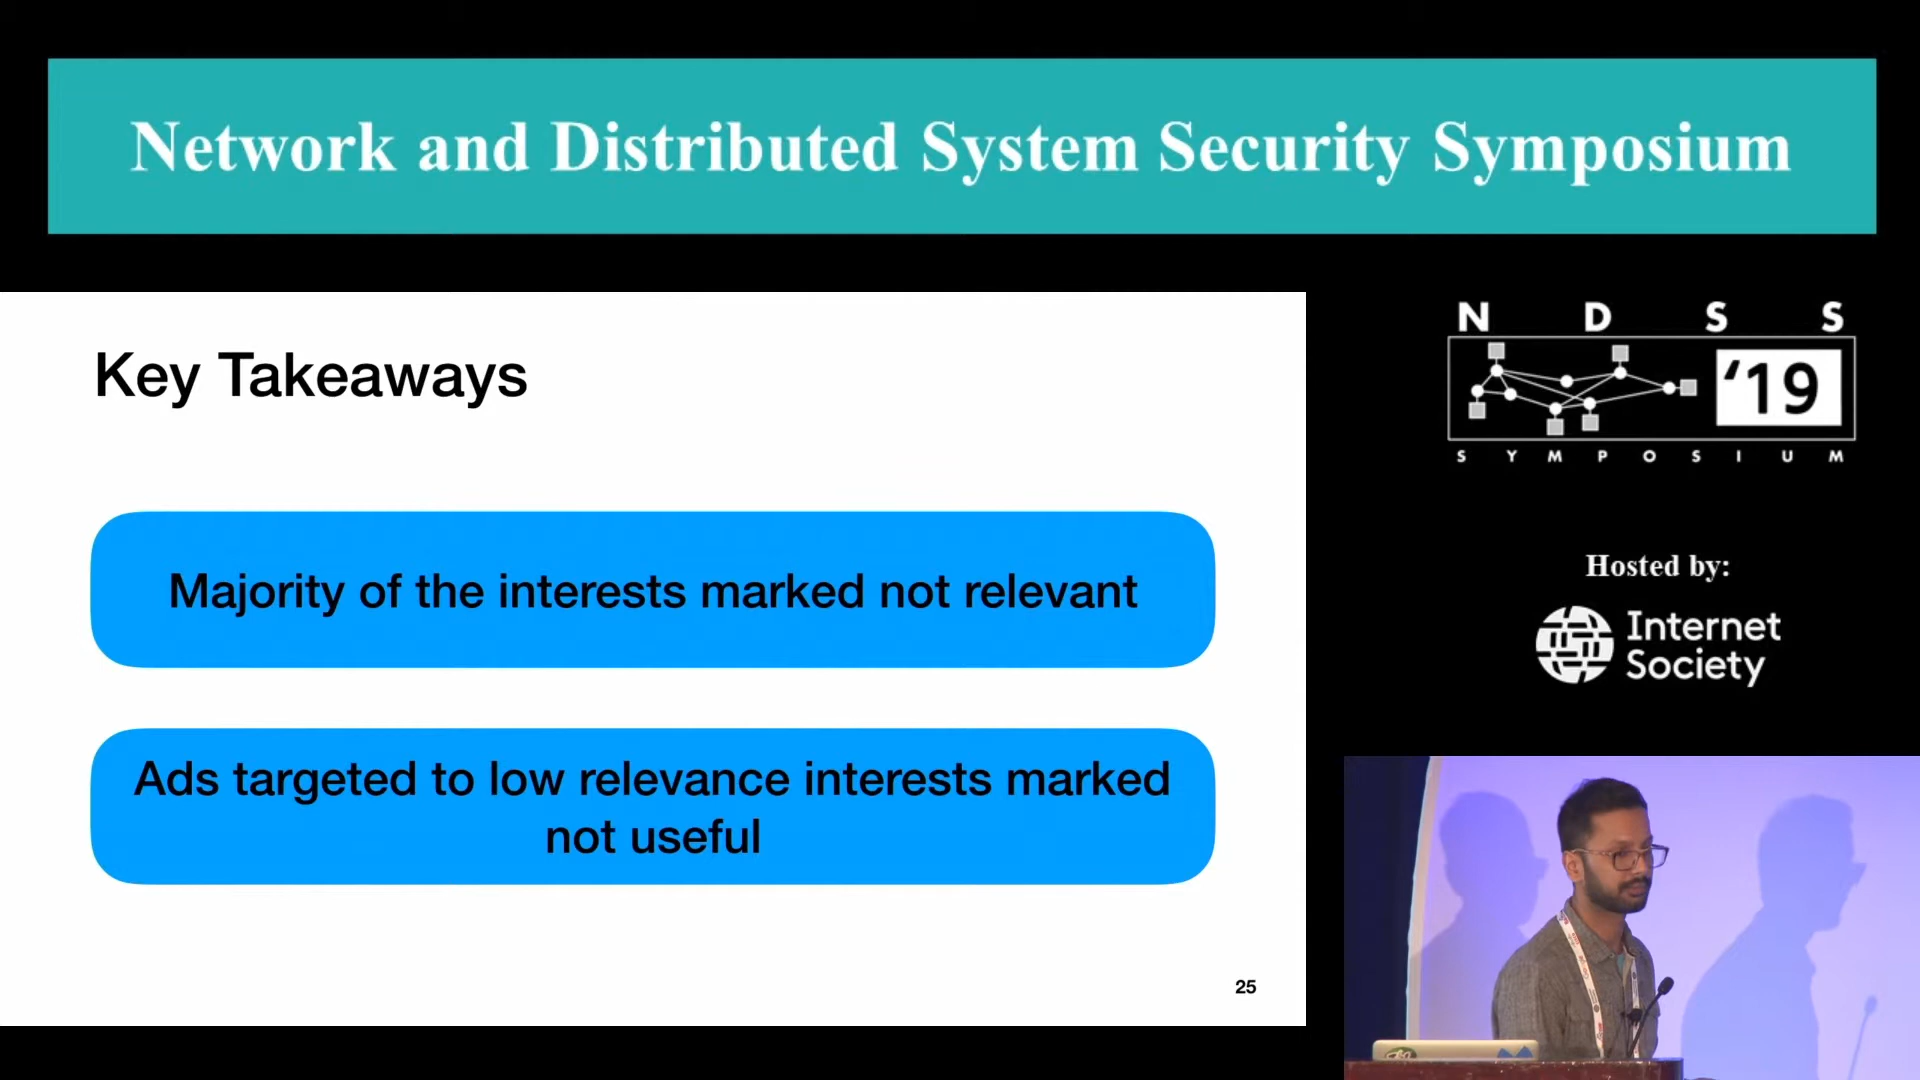 Network and Distributed System Security Symposium
N D S S
'19
S Y M P O S I U M
Key Takeaways
Majority of the interests marked not relevant
Ads targeted to low relevance interests marked
not useful
25
Hosted by:
Internet
Society